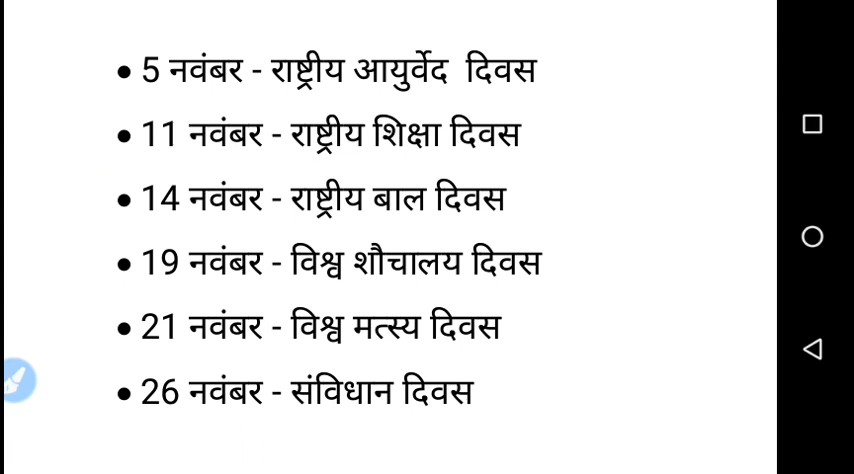 • 5 नवंबर - राष्ट्रीय आयुर्वेद दिवस
• 11 नवंबर - राष्ट्रीय शिक्षा दिवस
• 14 नवंबर - राष्ट्रीय बाल दिवस
• 19 नवंबर - विश्व शौचालय दिवस
• 21 नवंबर - विश्व मत्स्य दिवस
• 26 नवंबर - संविधान दिवस